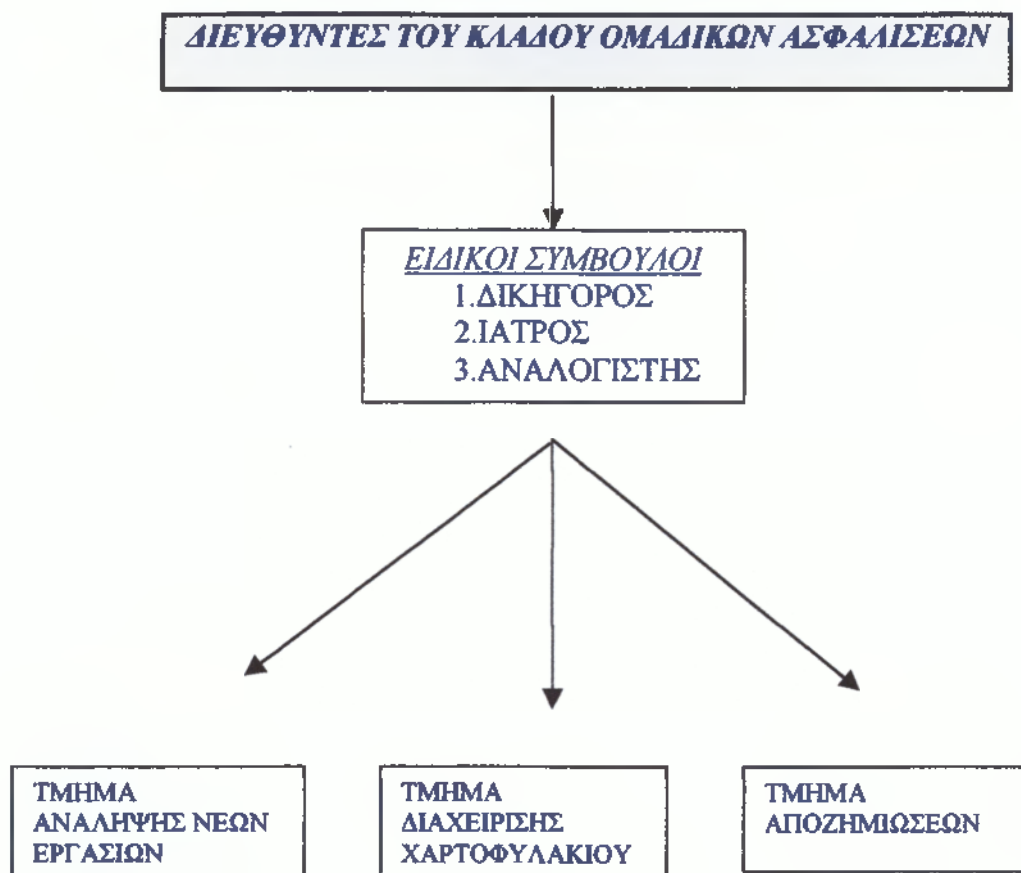 ΔΙΕΥΘΥΝΤΕΣ ΤΟΥ ΚΛΑΔΟΥ ΟΜΑΔΙΚΩΝ ΑΣΦΑΛΙΣΕΩΝ
ΕΙΔΙΚΟΙ ΣΥΜΒΟΥΛΟΙ
1.ΔΙΚΗΓΟΡΟΣ
2.ΙΑΤΡΟΣ
3.ΑΝΑΛΟΓΙΣΤΗΣ
ΤΜΗΜΑ
ΑΝΑΛΗΨΗΣ ΝΕΩΝ
ΕΡΓΑΣΙΩΝ
ΤΜΗΜΑ
ΔΙΑΧΕΙΡΙΣΗΣ
ΧΑΡΤΟΦΥΛΑΚΙΟΥ
ΤΜΗΜΑ
ΑΠΟΖΗΜΙΩΣΕΩΝ